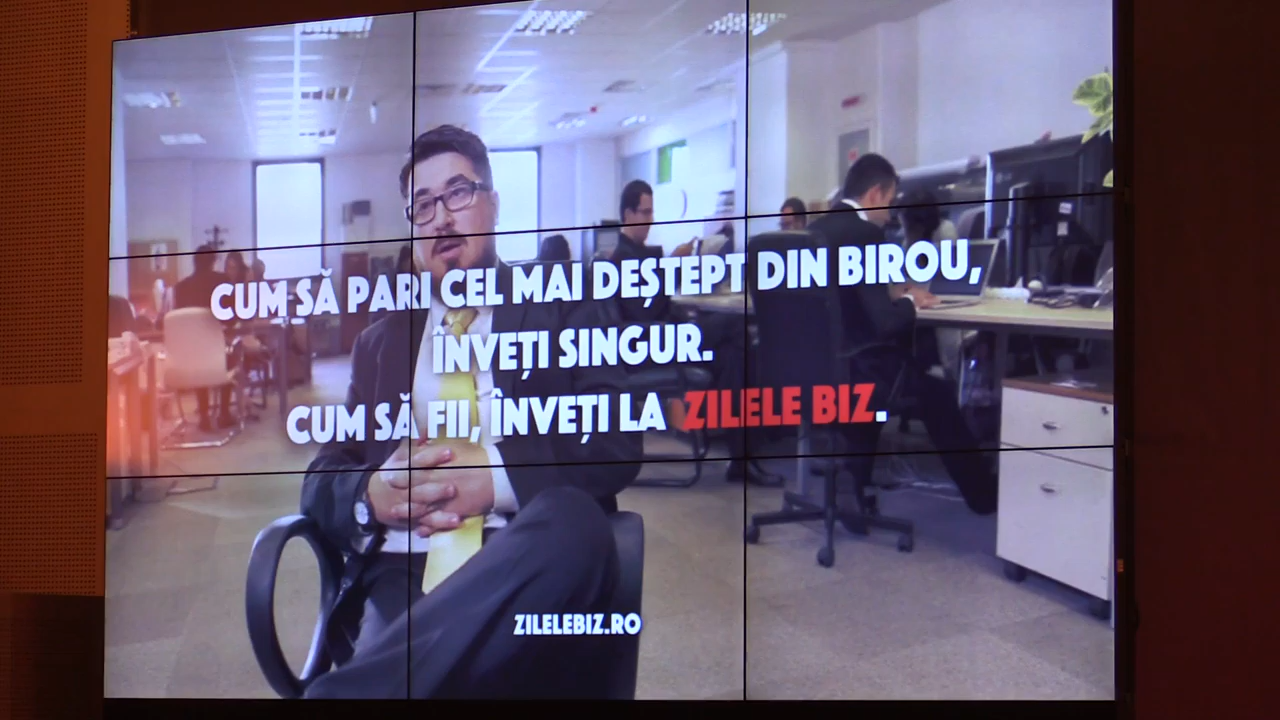 CUM SĂ PARI CEL MAI DEȘTEPT DIN BIROU,
ÎNVEȚI SINGUR.
CUM SĂ FII, ÎNVEȚI LA ZILELE BIZ.
ZILELEBIZ.RO